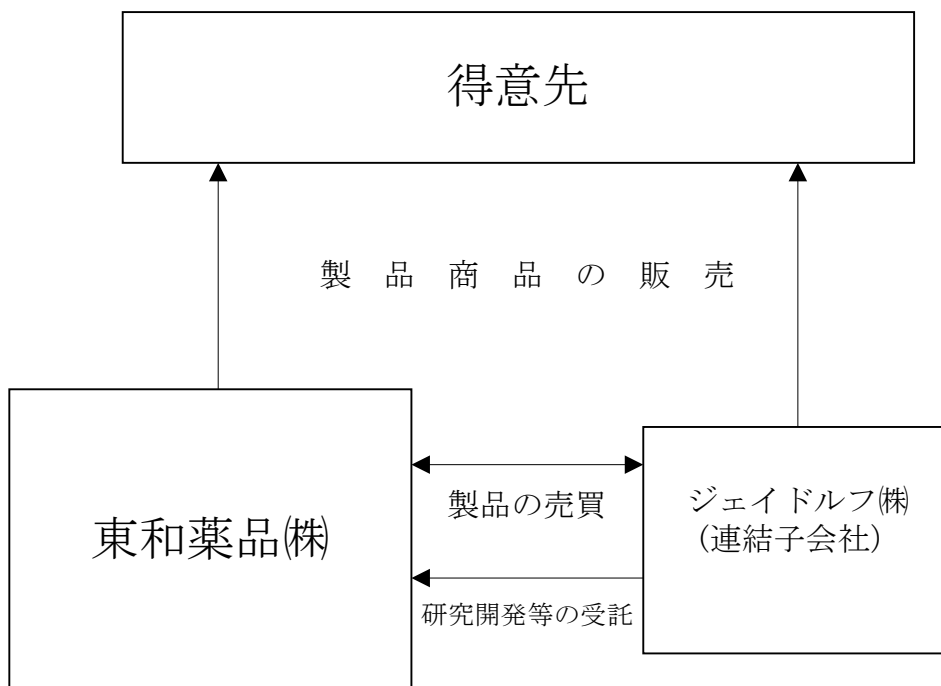 得意先
製品商品の販売
製品の売買
ジェイドルフ㈱
(連結子会社)
東和薬品㈱
研究開発等の受託